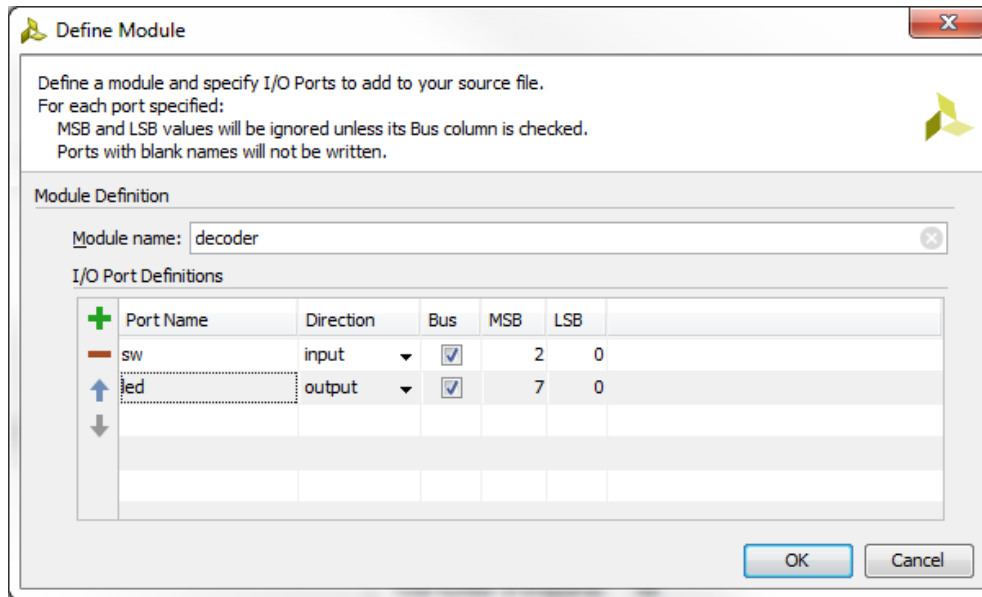 Define Module
Define a module and specify I/O Ports to add to your source file.
For each port specified:
MSB and LSB values will be ignored unless its Bus column is checked.
Ports with blank names will not be written.
Module Definition
Module name: decoder
I/O Port Definitions
Port Name Direction Bus MSB LSB
sw input 2 0
led output 7 0
OK Cancel